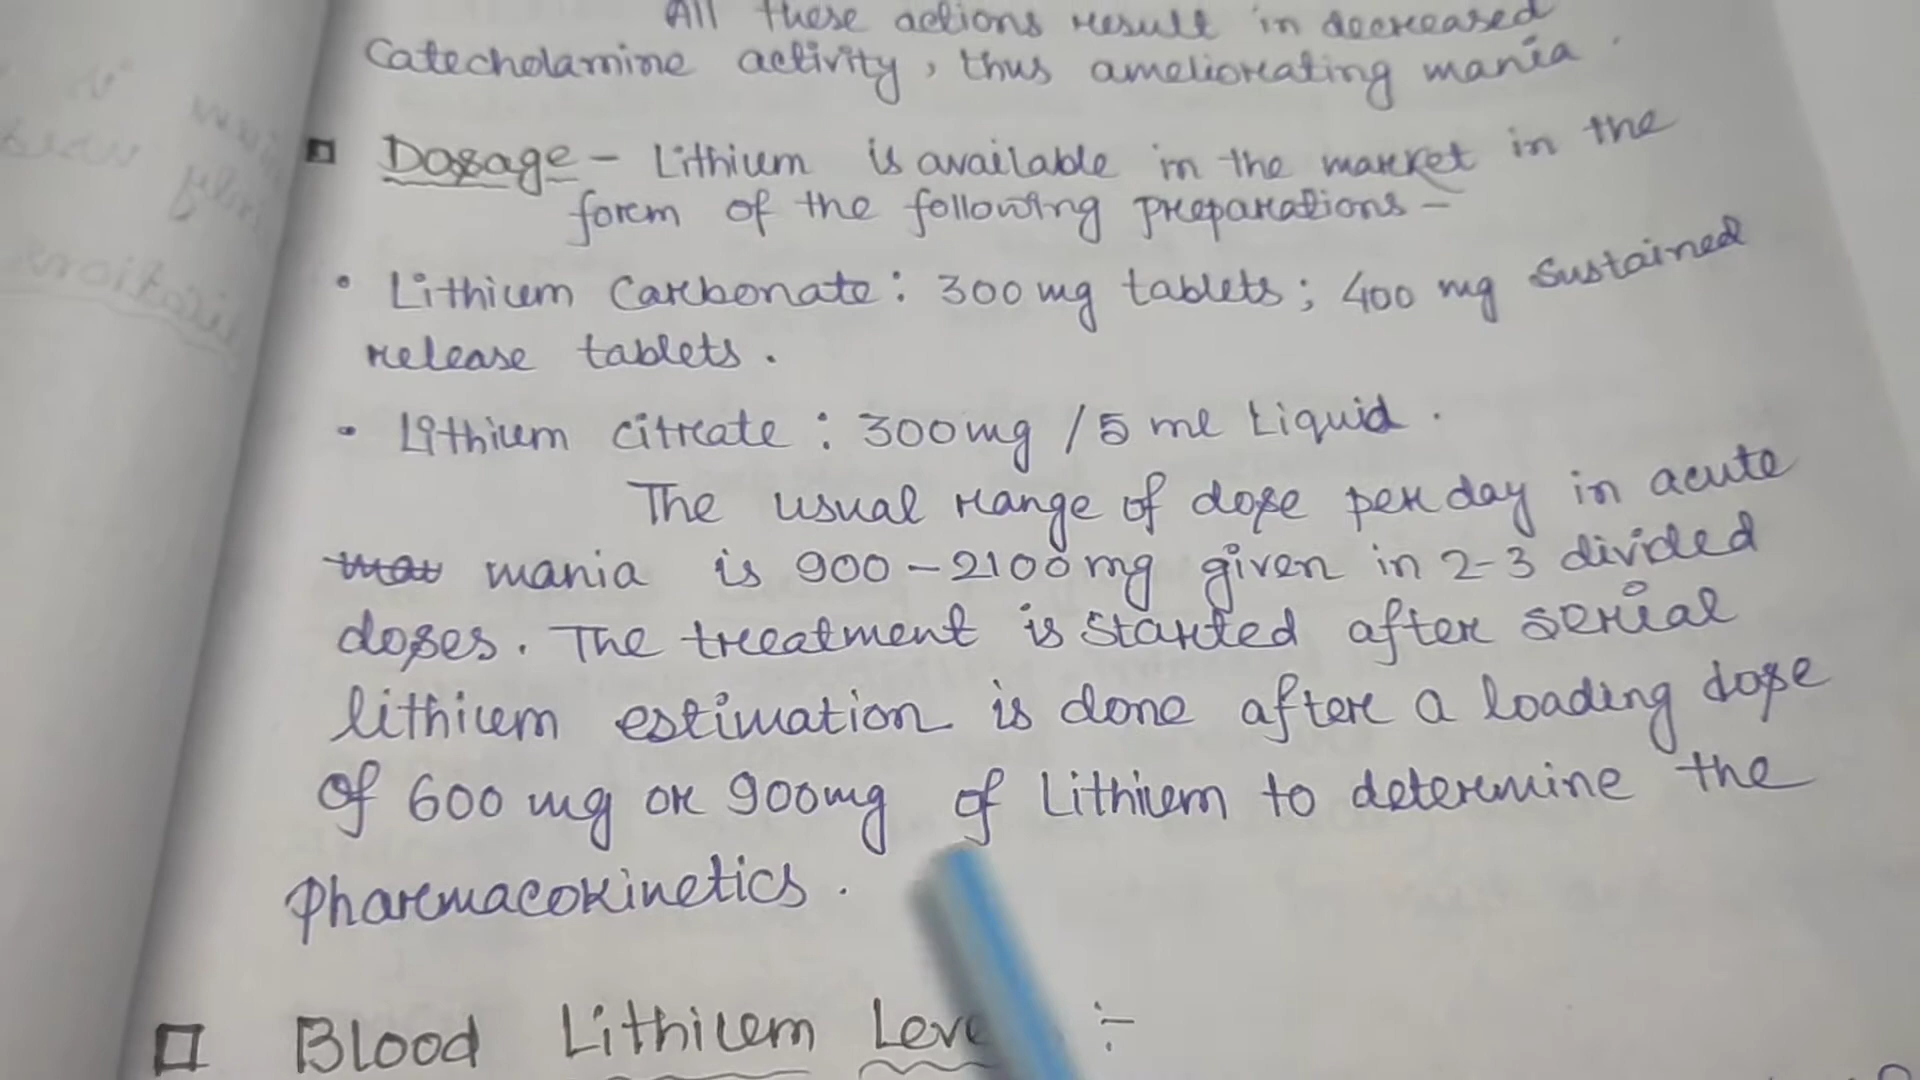 All these actions result in decreased
Catecholamine activity, thus ameliorating mania.
Dosage - Lithium is available in the market in the
form of the following preparations -
• Lithium Carbonate : 300 mg tablets ; 400 mg sustained
release tablets.
• Lithium citrate : 300mg / 5 ml Liquid.
The usual range of dose per day in acute
mania is 900-2100mg given in 2-3 divided
doses. The treatment is started after serial
lithium estimation is done after a loading dose
of 600 mg or 900mg of Lithium to determine the
pharmacokinetics.
Blood Lithium Leve :-